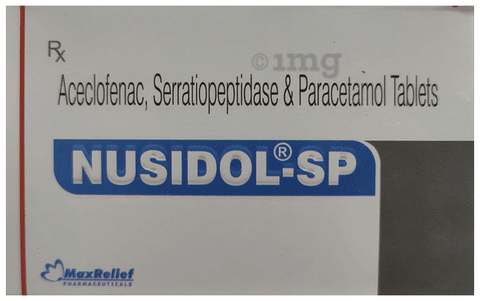 Rx
©1mg
Aceclofenac, Serratiopeptidase & Paracetamol Tablets
NUSIDOL®-SP
MaxRelief
PHARMACEUTICALS